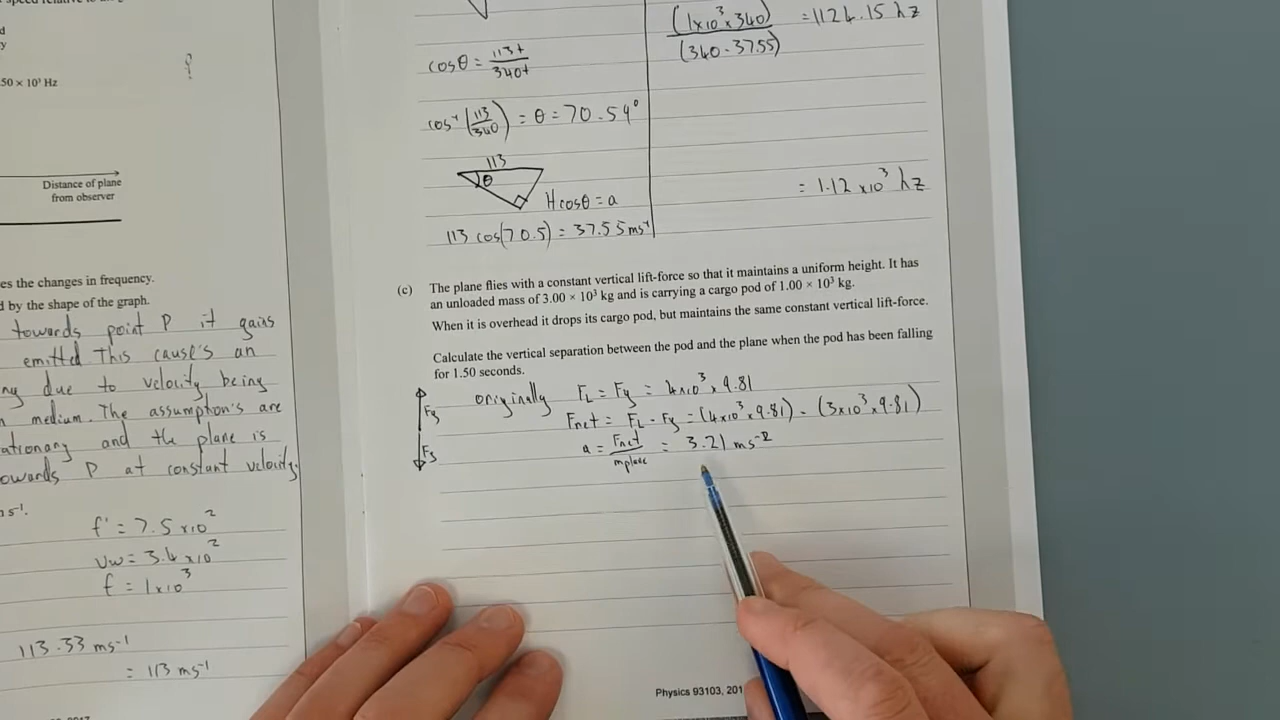 50 × 10³ Hz
Distance of plane
from observer
es the changes in frequency.
d by the shape of the graph.
towards point P it gains
emitted This cause's an
ny due to velocity being
medium. The assumption's are
ationary and the plane is
owards P at constant velocity.
f' = 7.5 x10²
vw = 3.4 x10²
f = 1x10³
113.33 ms⁻¹
= 113 ms⁻¹
cosθ = 113t / 340t
cos⁻¹ (113/340) = θ = 70.54°
113
θ
Hcosθ = a
113 cos(70.5) = 37.55 ms⁻¹
(1x10³ x 340) / (340-37.55) = 1124.15 hz
= 1.12 x10³ hz
(c) The plane flies with a constant vertical lift-force so that it maintains a uniform height. It has
an unloaded mass of 3.00 × 10³ kg and is carrying a cargo pod of 1.00 × 10³ kg.
When it is overhead it drops its cargo pod, but maintains the same constant vertical lift-force.
Calculate the vertical separation between the pod and the plane when the pod has been falling
for 1.50 seconds.
originally FL = Fg = 4x10³ x 9.81
Fnet = FL - Fg = (4x10³ x 9.81) - (3x10³ x 9.81)
a = Fnet / mplane = 3.21 ms⁻²
Physics 93103, 201